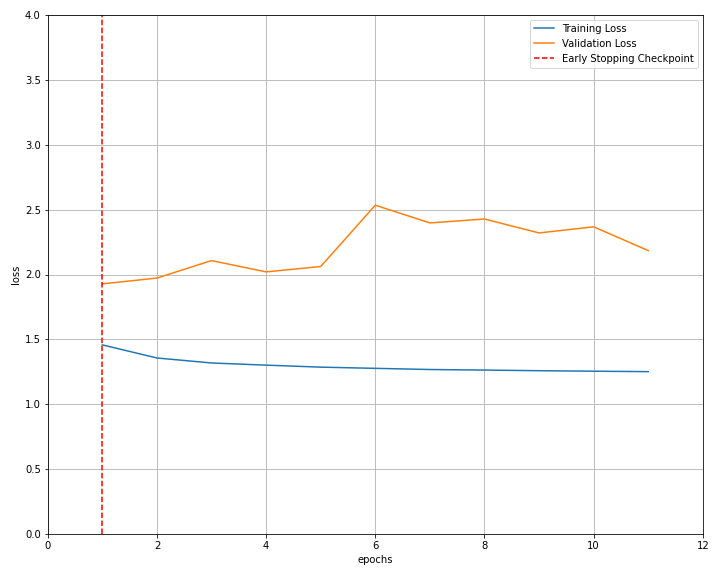 4.0
3.5
3.0
2.5
2.0
1.5
1.0
0.5
0.0
loss
0 2 4 6 8 10 12
epochs
Training Loss
Validation Loss
Early Stopping Checkpoint